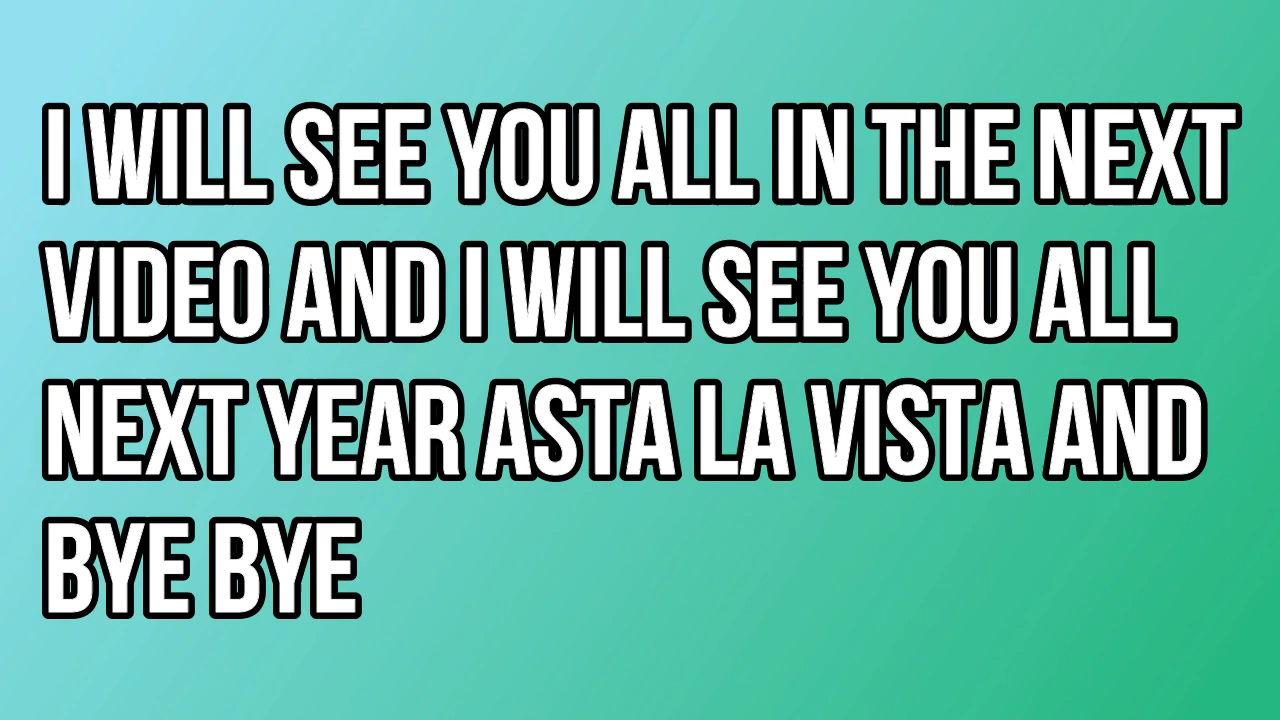 I WILL SEE YOU ALL IN THE NEXT
VIDEO AND I WILL SEE YOU ALL
NEXT YEAR ASTA LA VISTA AND
BYE BYE